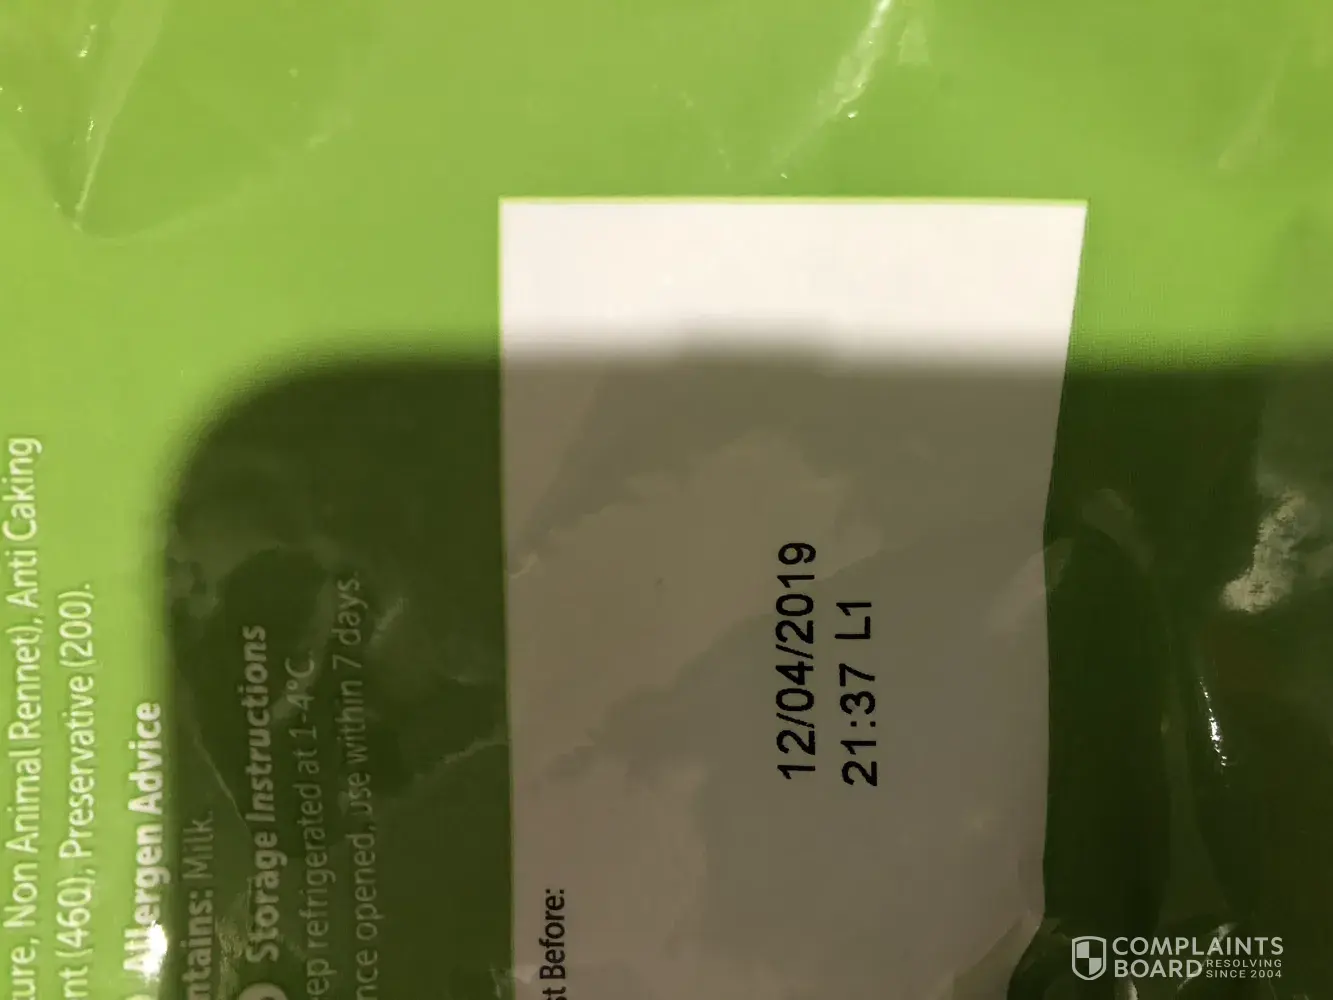 ure, Non Animal Rennet), Anti Caking
nt (460), Preservative (200).
Allergen Advice
ntains: Milk.
Storage Instructions
eep refrigerated at 1-4°C.
nce opened, use within 7 days.
st Before:
12/04/2019
21:37 L1
COMPLAINTS
BOARD RESOLVING
SINCE 2004